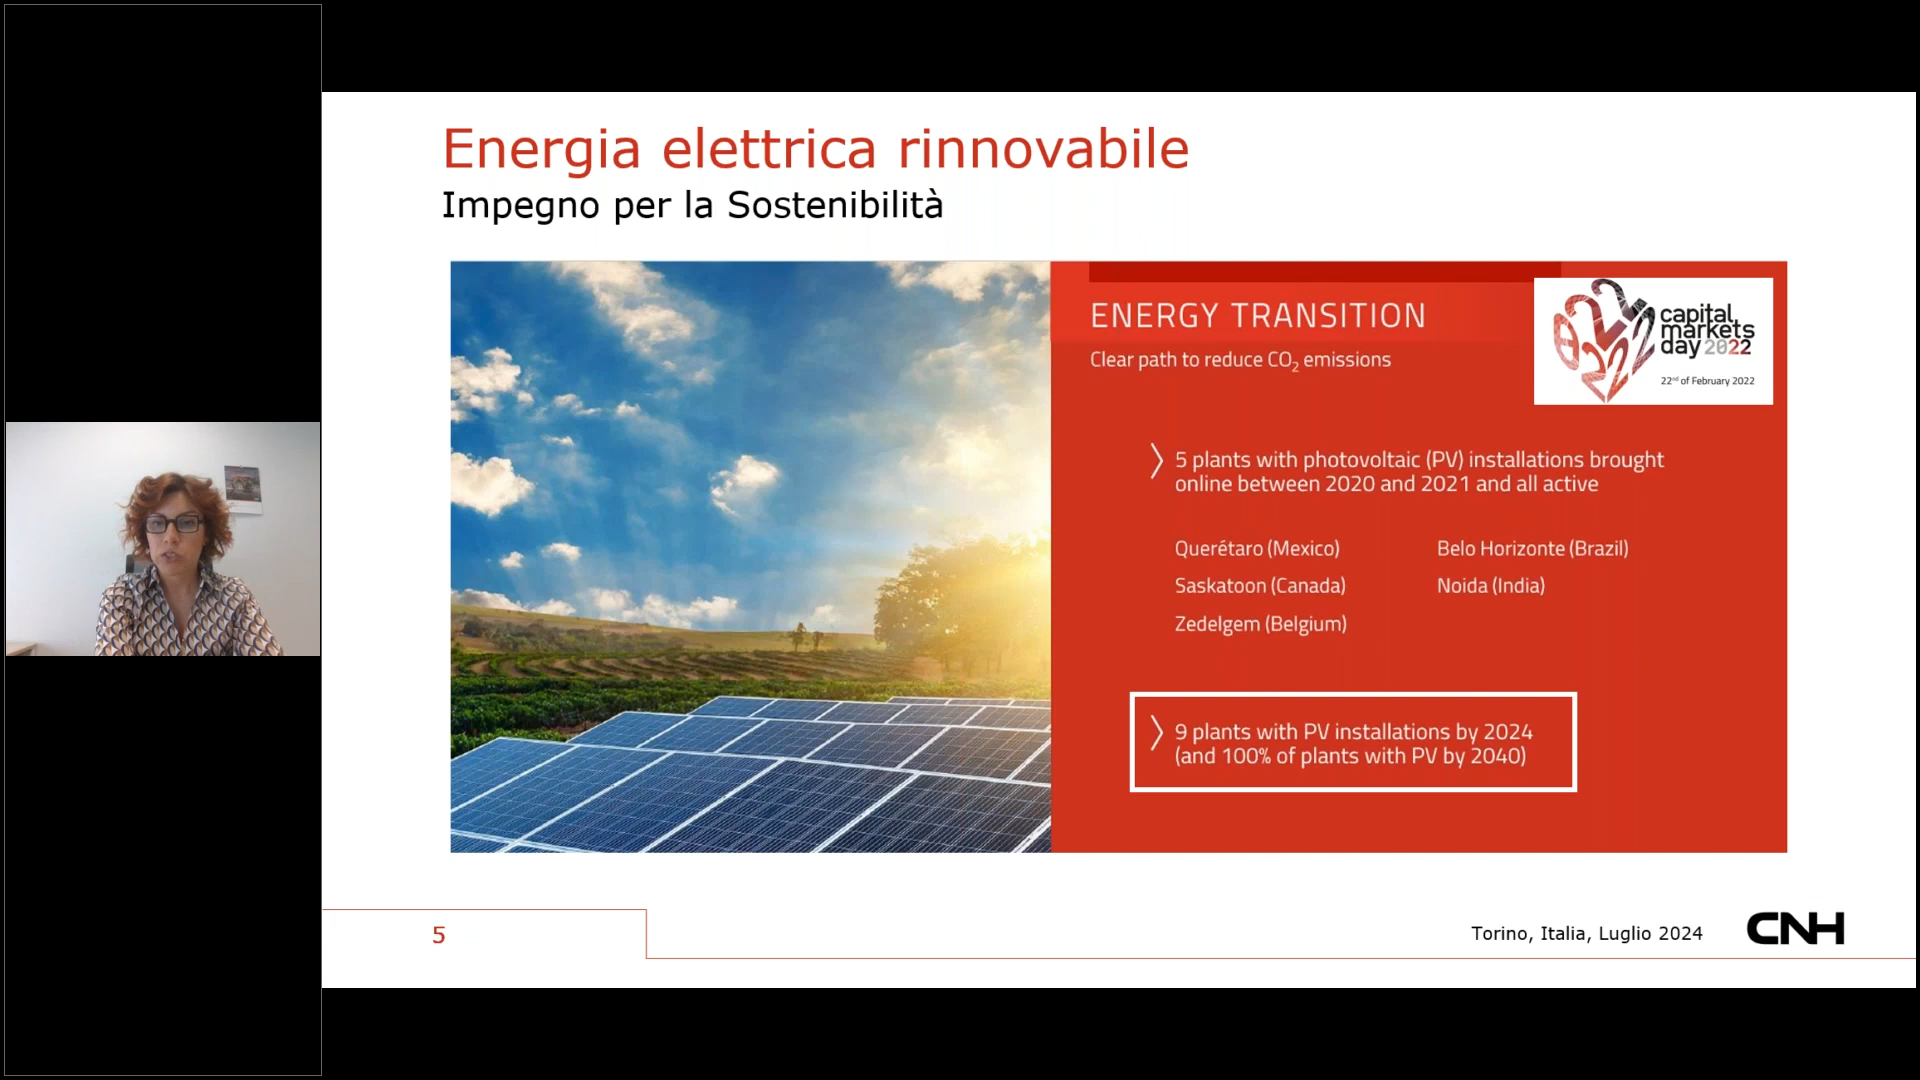 Energia elettrica rinnovabile
Impegno per la Sostenibilità
ENERGY TRANSITION
Clear path to reduce CO₂ emissions
capital
markets
day 2022
22nd of February 2022
5 plants with photovoltaic (PV) installations brought
online between 2020 and 2021 and all active
Querétaro (Mexico)
Belo Horizonte (Brazil)
Saskatoon (Canada)
Noida (India)
Zedelgem (Belgium)
9 plants with PV installations by 2024
(and 100% of plants with PV by 2040)
5
Torino, Italia, Luglio 2024
CNH